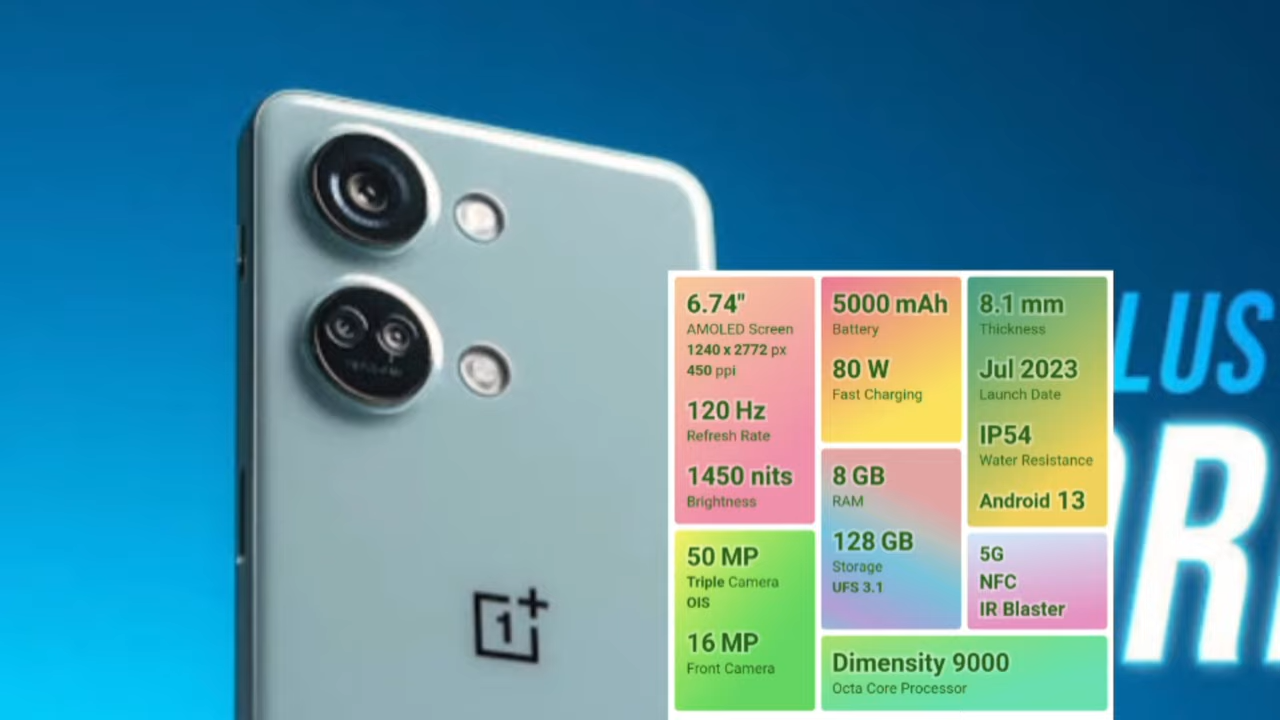 6.74"
AMOLED Screen
1240 x 2772 px
450 ppi
120 Hz
Refresh Rate
1450 nits
Brightness
50 MP
Triple Camera
OIS
16 MP
Front Camera
5000 mAh
Battery
80 W
Fast Charging
8 GB
RAM
128 GB
Storage
UFS 3.1
8.1 mm
Thickness
Jul 2023
Launch Date
IP54
Water Resistance
Android 13
5G
NFC
IR Blaster
Dimensity 9000
Octa Core Processor
LUS
1+